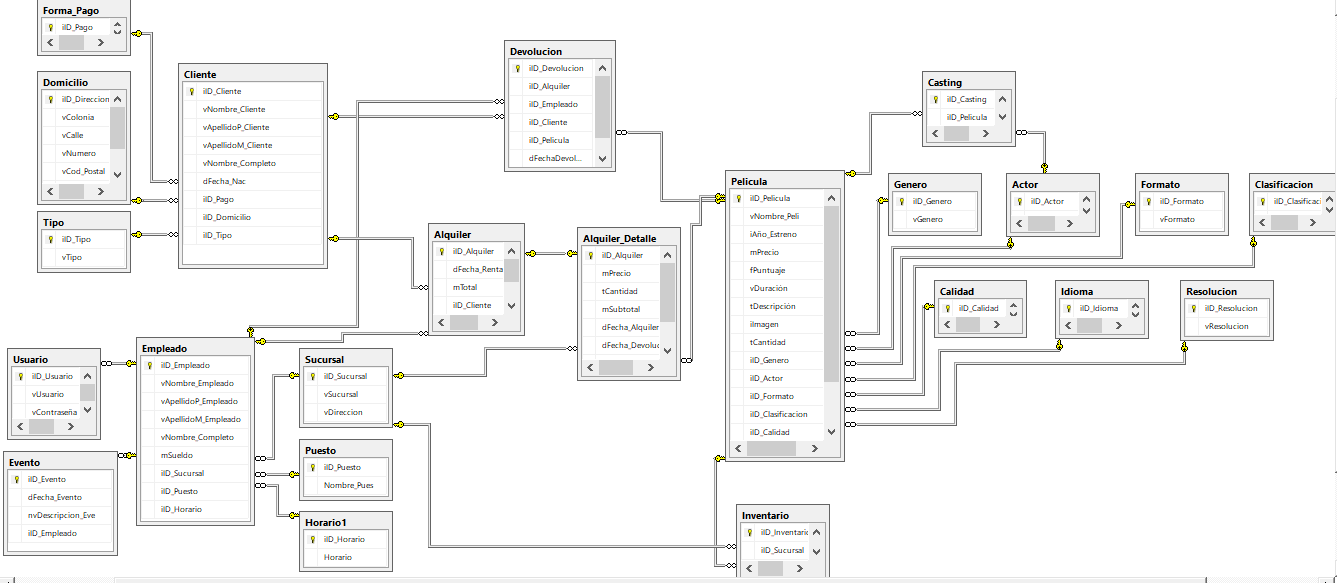 Forma_Pago
iID_Pago
Domicilio
iID_Direccion
vColonia
vCalle
vNumero
vCod_Postal
Tipo
iID_Tipo
vTipo
Cliente
iID_Cliente
vNombre_Cliente
vApellidoP_Cliente
vApellidoM_Cliente
vNombre_Completo
dFecha_Nac
iID_Pago
iID_Domicilio
iID_Tipo
Devolucion
iID_Devolucion
iID_Alquiler
iID_Empleado
iID_Cliente
iID_Pelicula
dFechaDevol...
Alquiler
iID_Alquiler
dFecha_Renta
mTotal
iID_Cliente
Alquiler_Detalle
iID_Alquiler
mPrecio
tCantidad
mSubtotal
dFecha_Alquiler
dFecha_Devoluc
Pelicula
iID_Pelicula
vNombre_Peli
iAño_Estreno
mPrecio
fPuntuaje
vDuración
tDescripción
iImagen
tCantidad
iID_Genero
iID_Actor
iID_Formato
iID_Clasificacion
iID_Calidad
Casting
iID_Casting
iID_Pelicula
Genero
iID_Genero
vGenero
Actor
iID_Actor
Formato
iID_Formato
vFormato
Clasificacion
iID_Clasificaci
Calidad
iID_Calidad
Idioma
iID_Idioma
Resolucion
iID_Resolucion
vResolucion
Usuario
iID_Usuario
vUsuario
vContraseña
Evento
iID_Evento
dFecha_Evento
nvDescripcion_Eve
iID_Empleado
Empleado
iID_Empleado
vNombre_Empleado
vApellidoP_Empleado
vApellidoM_Empleado
vNombre_Completo
mSueldo
iID_Sucursal
iID_Puesto
iID_Horario
Sucursal
iID_Sucursal
vSucursal
vDireccion
Puesto
iID_Puesto
Nombre_Pues
Horario1
iID_Horario
Horario
Inventario
iID_Inventario
iID_Sucursal